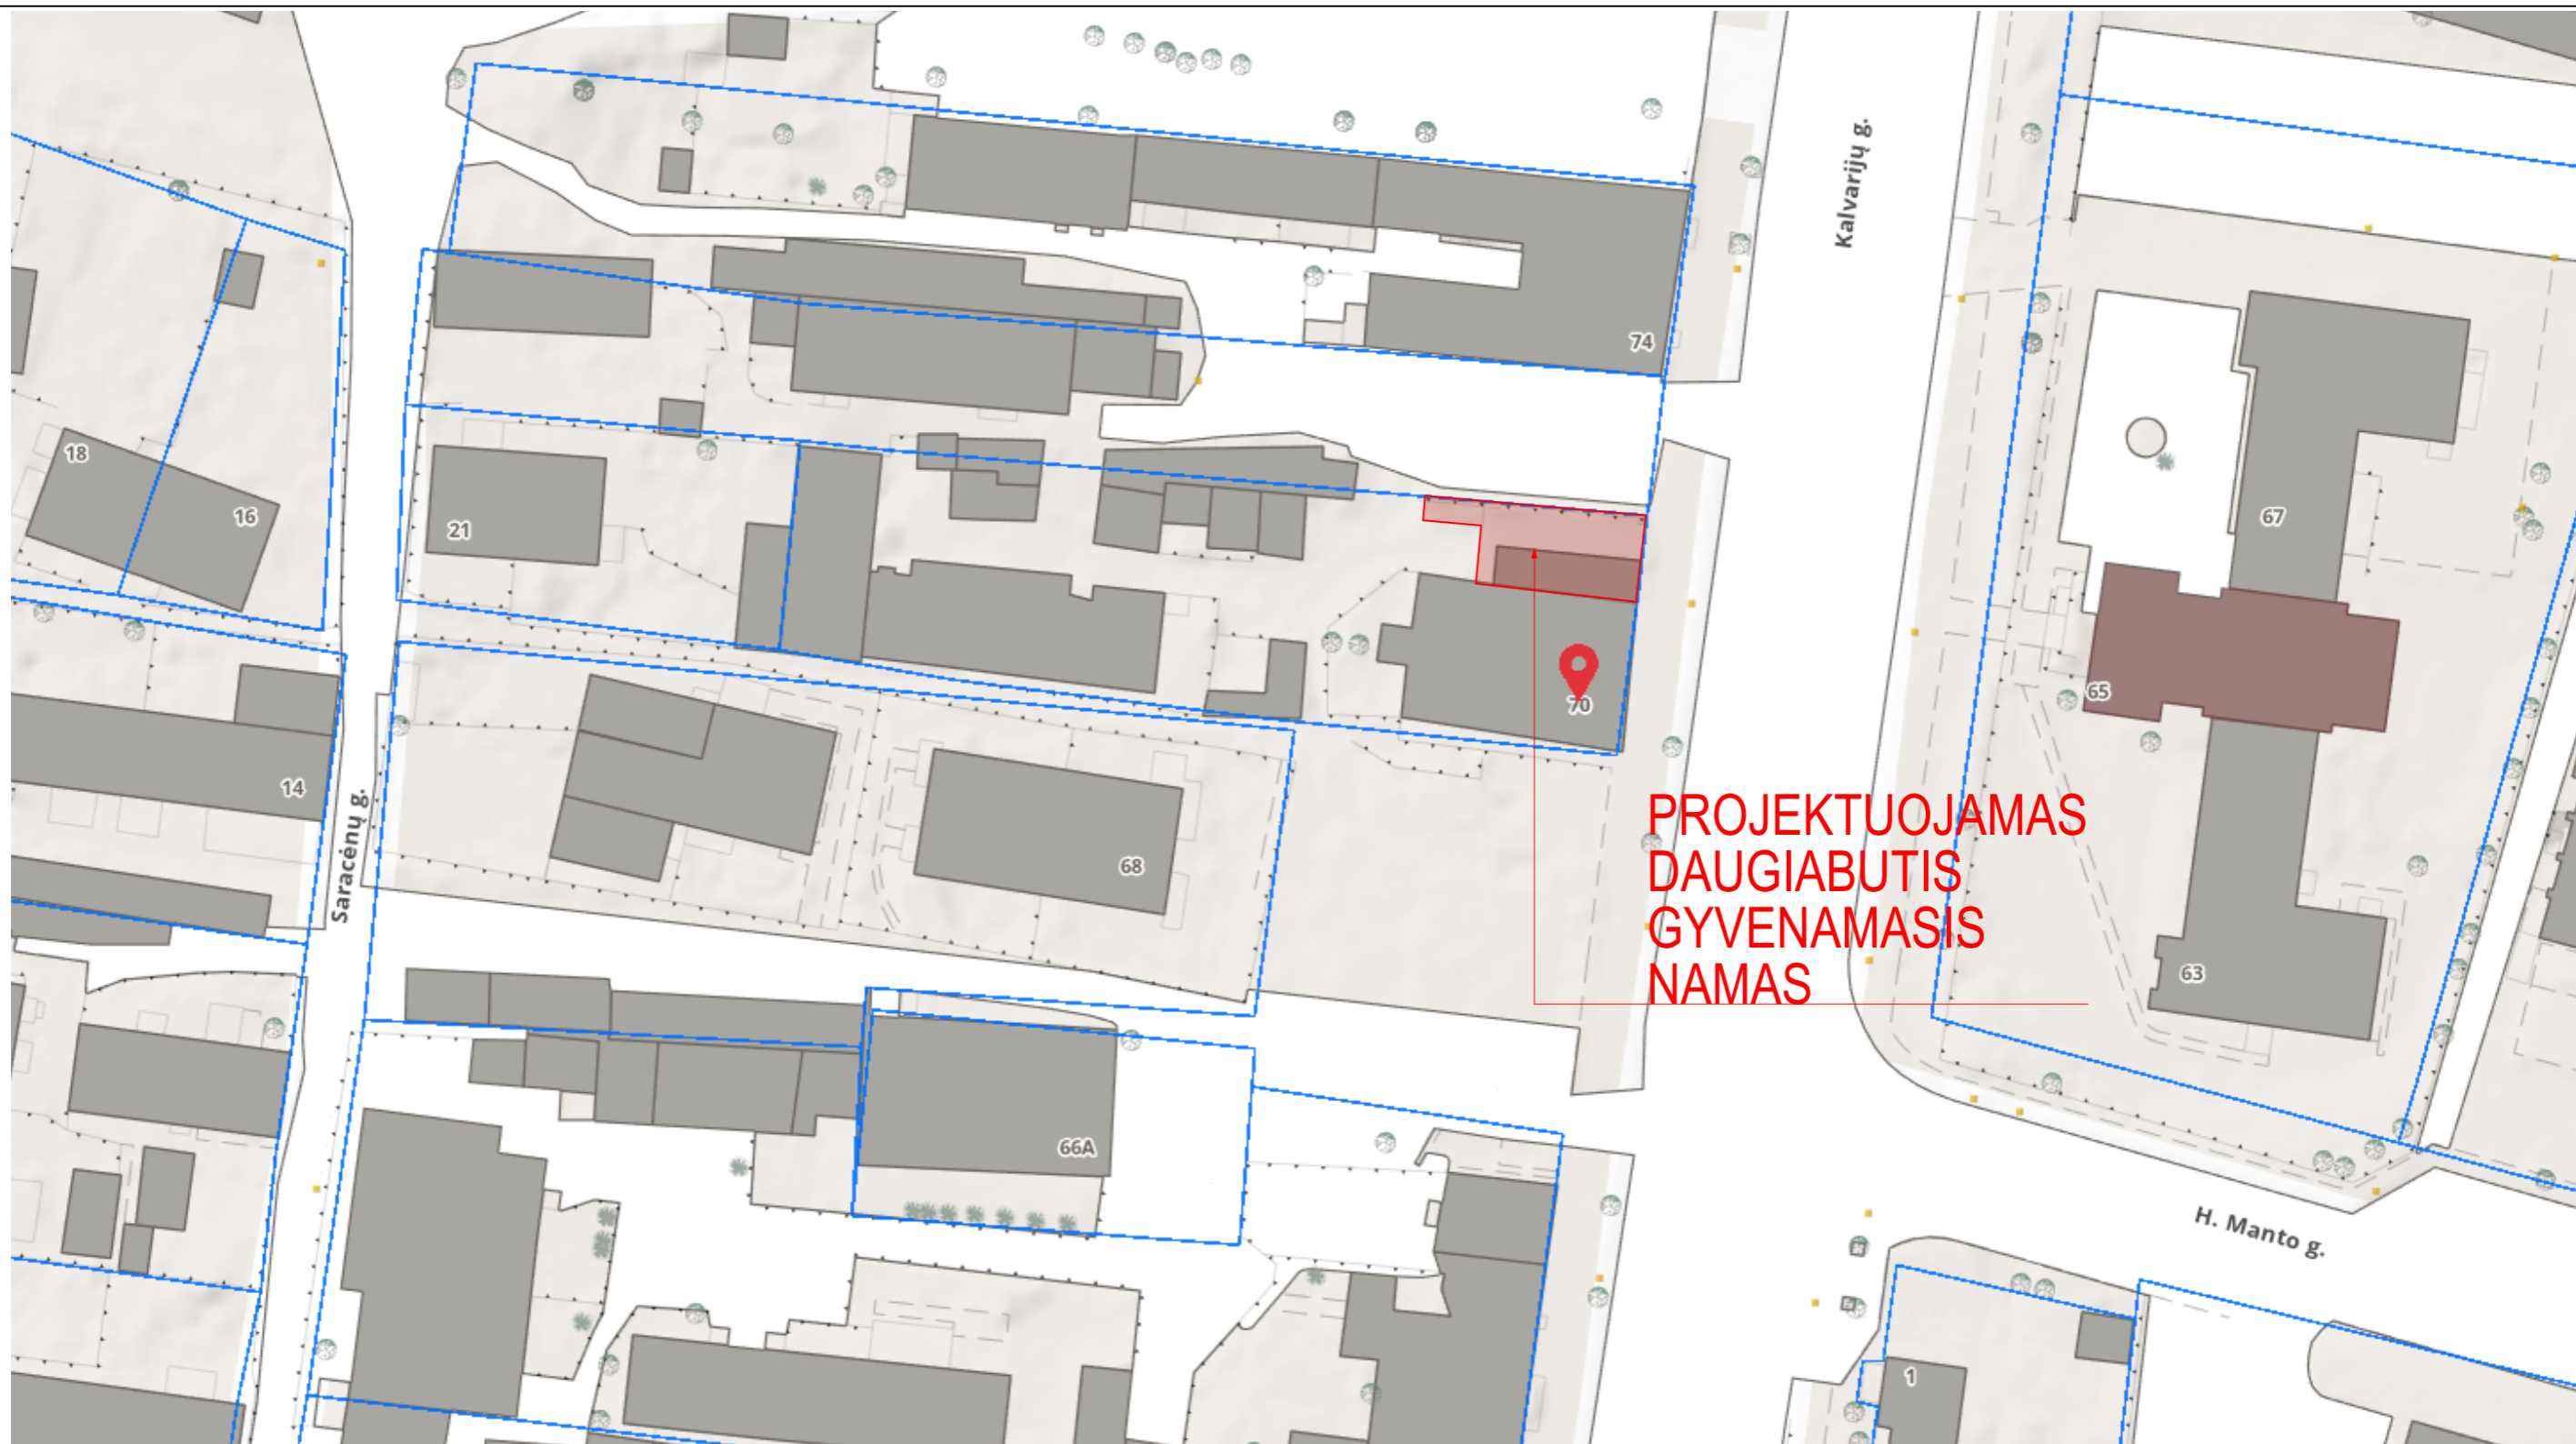 Kalvarijų g.
74
18
16
21
67
65
70
14
Saracėnų g.
68
PROJEKTUOJAMAS
DAUGIABUTIS
GYVENAMASIS
NAMAS
63
66A
H. Manto g.
1